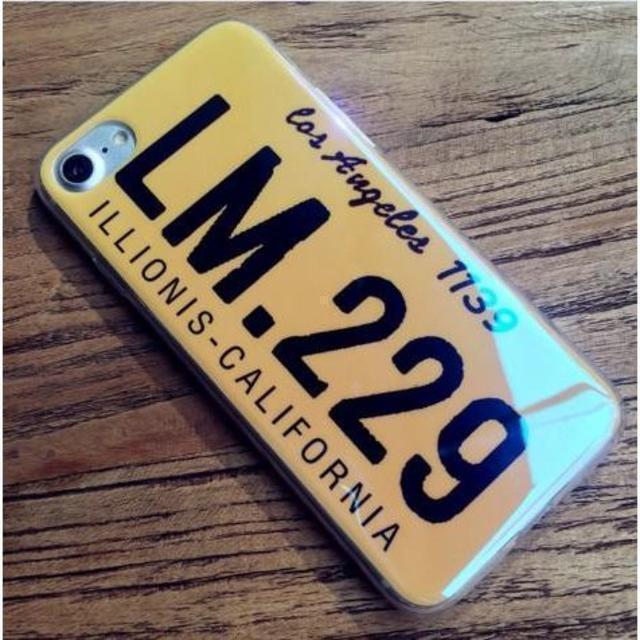 Los Angeles 1139
LM.229
ILLIONIS-CALIFORNIA